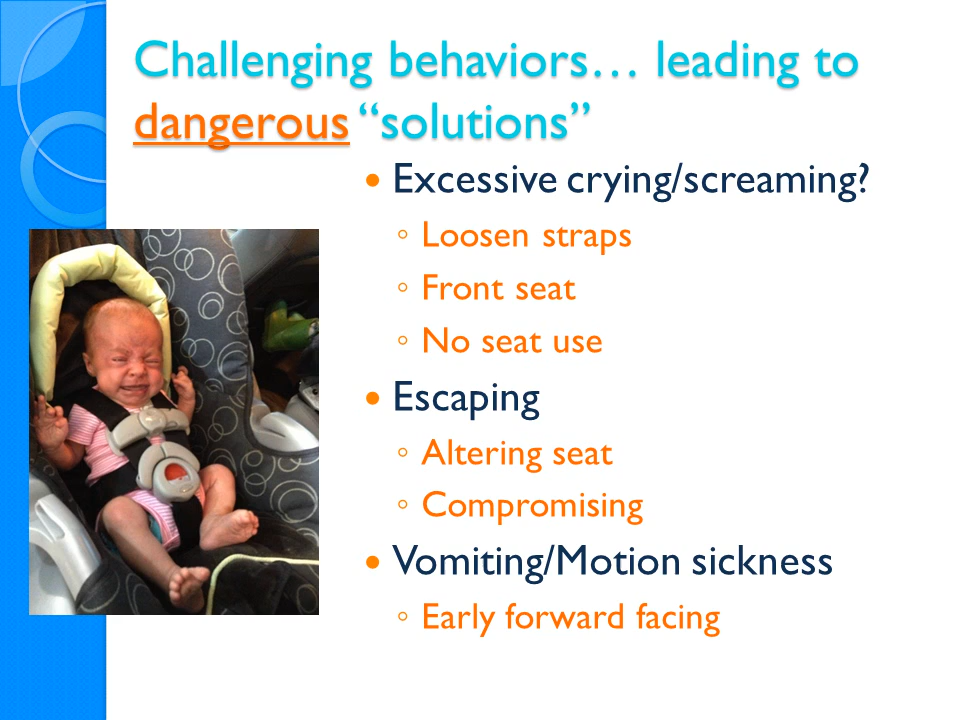 Challenging behaviors… leading to
dangerous “solutions”
• Excessive crying/screaming?
◦ Loosen straps
◦ Front seat
◦ No seat use
• Escaping
◦ Altering seat
◦ Compromising
• Vomiting/Motion sickness
◦ Early forward facing